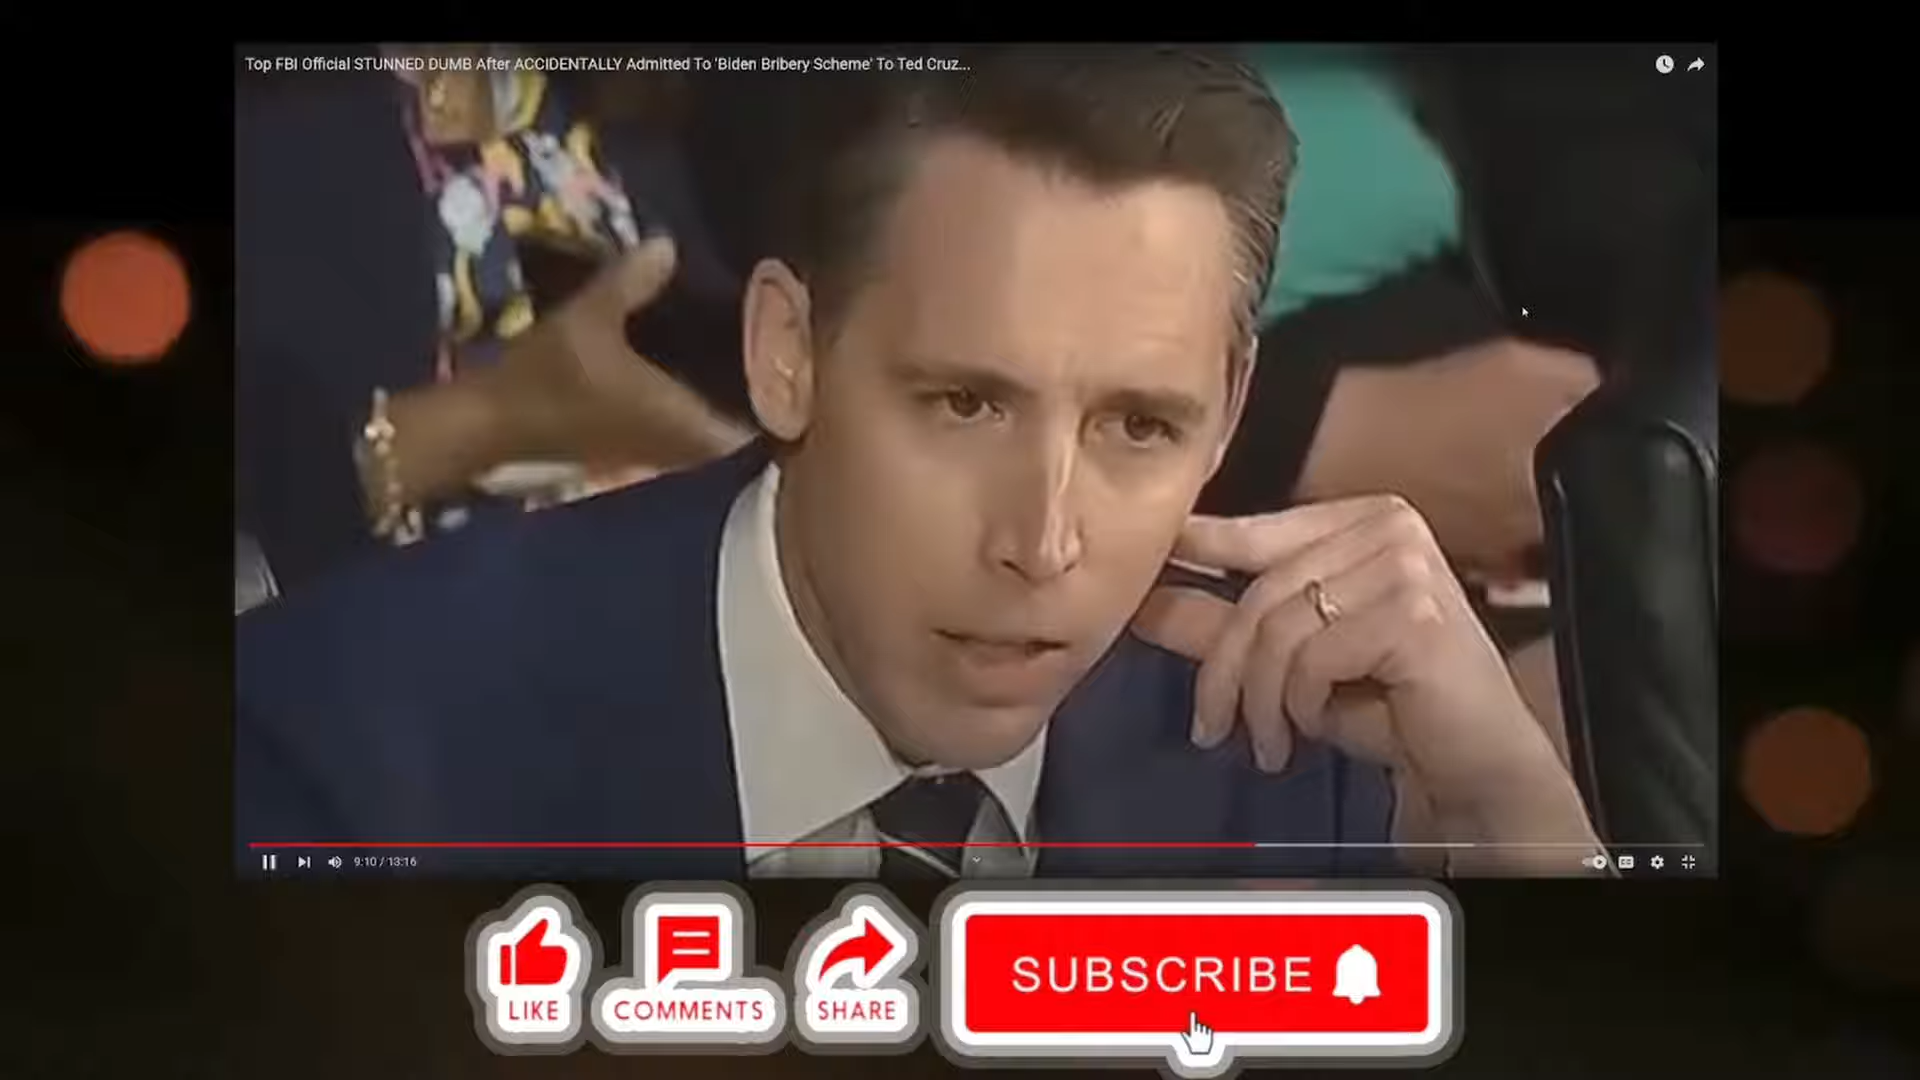 Top FBI Official STUNNED DUMB After ACCIDENTALLY Admitted To 'Biden Bribery Scheme' To Ted Cruz...
9:10 / 13:16
LIKE
COMMENTS
SHARE
SUBSCRIBE